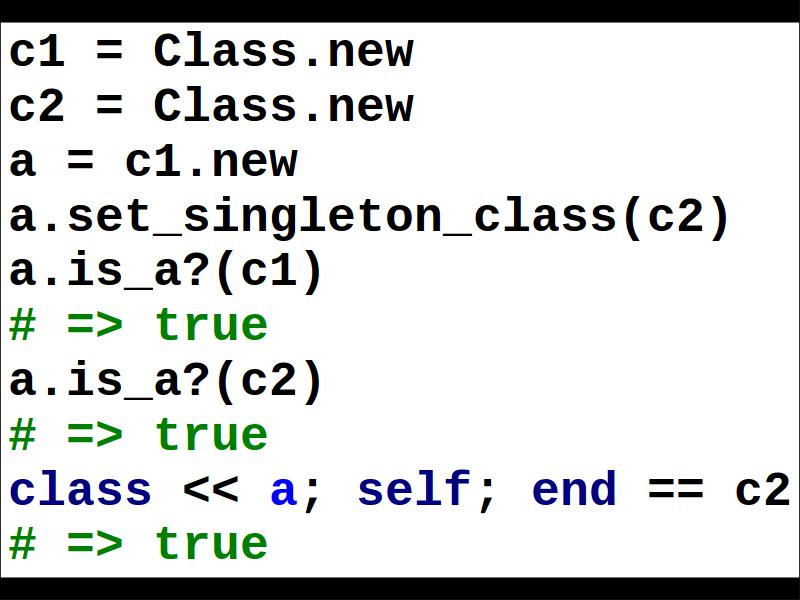 c1 = Class.new
c2 = Class.new
a = c1.new
a.set_singleton_class(c2)
a.is_a?(c1)
# => true
a.is_a?(c2)
# => true
class << a; self; end == c2
# => true